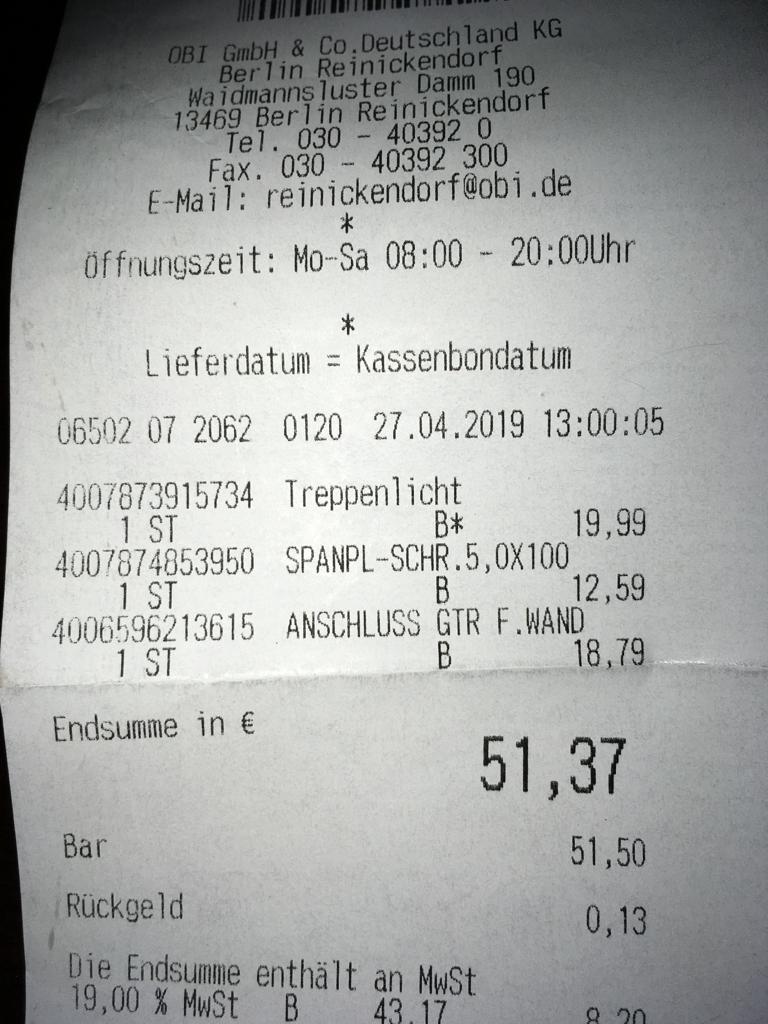 OBI GmbH & Co.Deutschland KG
Berlin Reinickendorf
Waidmannsluster Damm 190
13469 Berlin Reinickendorf
Tel. 030 - 40392 0
Fax. 030 - 40392 300
E-Mail: reinickendorf@obi.de
*
Öffnungszeit: Mo-Sa 08:00 - 20:00Uhr
*
Lieferdatum = Kassenbondatum
06502 07 2062 0120 27.04.2019 13:00:05
4007873915734 Treppenlicht
1 ST B* 19,99
4007874853950 SPANPL-SCHR.5,0X100
1 ST B 12,59
4006596213615 ANSCHLUSS GTR F.WAND
1 ST B 18,79
Endsumme in €
51,37
Bar 51,50
Rückgeld 0,13
Die Endsumme enthält an MwSt
19,00 % MwSt B 43,17 8,20